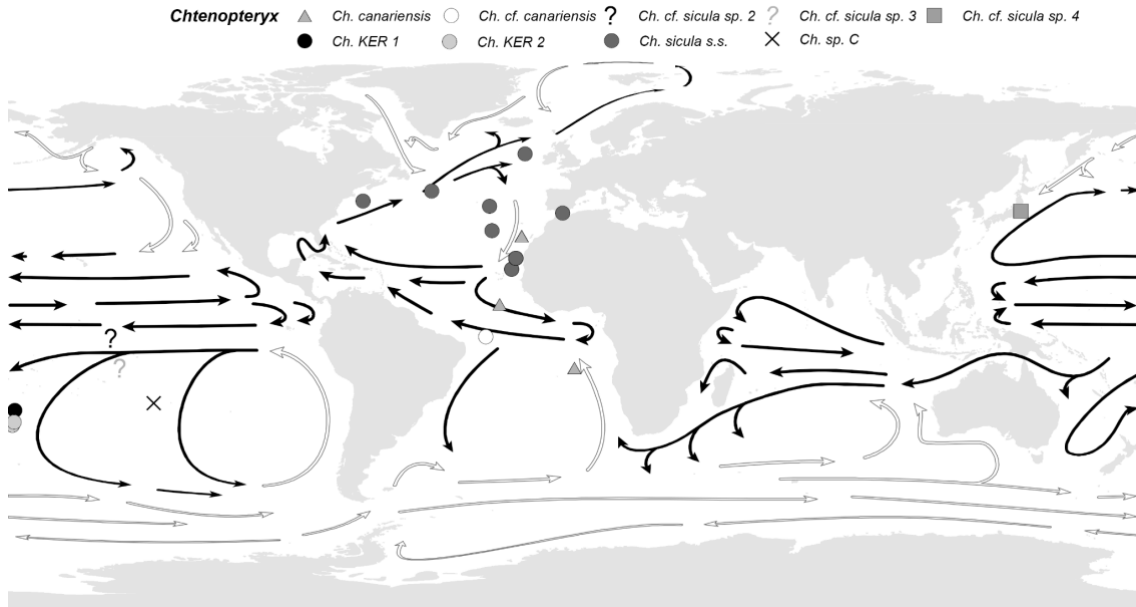 Chtenopteryx Ch. canariensis Ch. cf. canariensis ? Ch. cf. sicula sp. 2 ? Ch. cf. sicula sp. 3 Ch. cf. sicula sp. 4
Ch. KER 1 Ch. KER 2 Ch. sicula s.s. Ch. sp. C
?
?